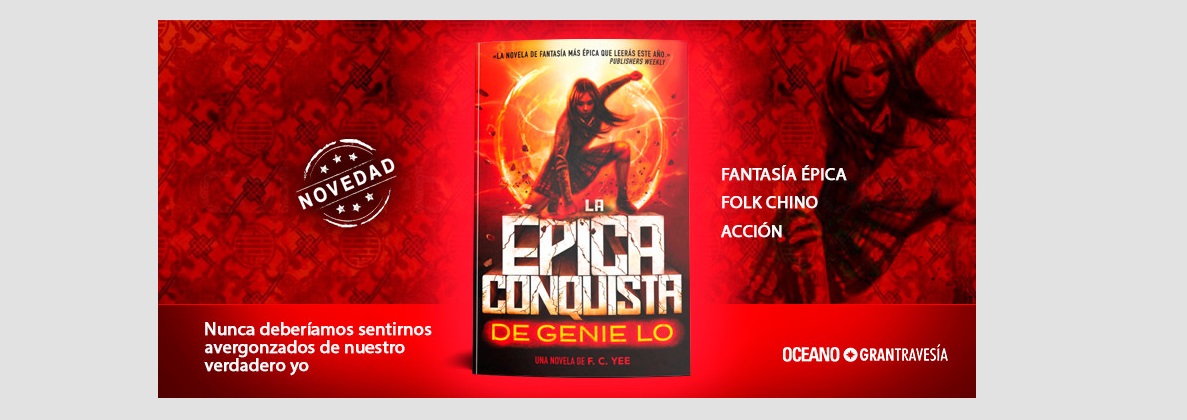 NOVEDAD
Nunca deberíamos sentirnos
avergonzados de nuestro
verdadero yo
«LA NOVELA DE FANTASÍA MÁS ÉPICA QUE LEERÁS ESTE AÑO.»
PUBLISHERS WEEKLY
LA
EPICA
CONQUISTA
DE GENIE LO
UNA NOVELA DE F. C. YEE
FANTASÍA ÉPICA
FOLK CHINO
ACCIÓN
OCEANO GRANTRAVESÍA